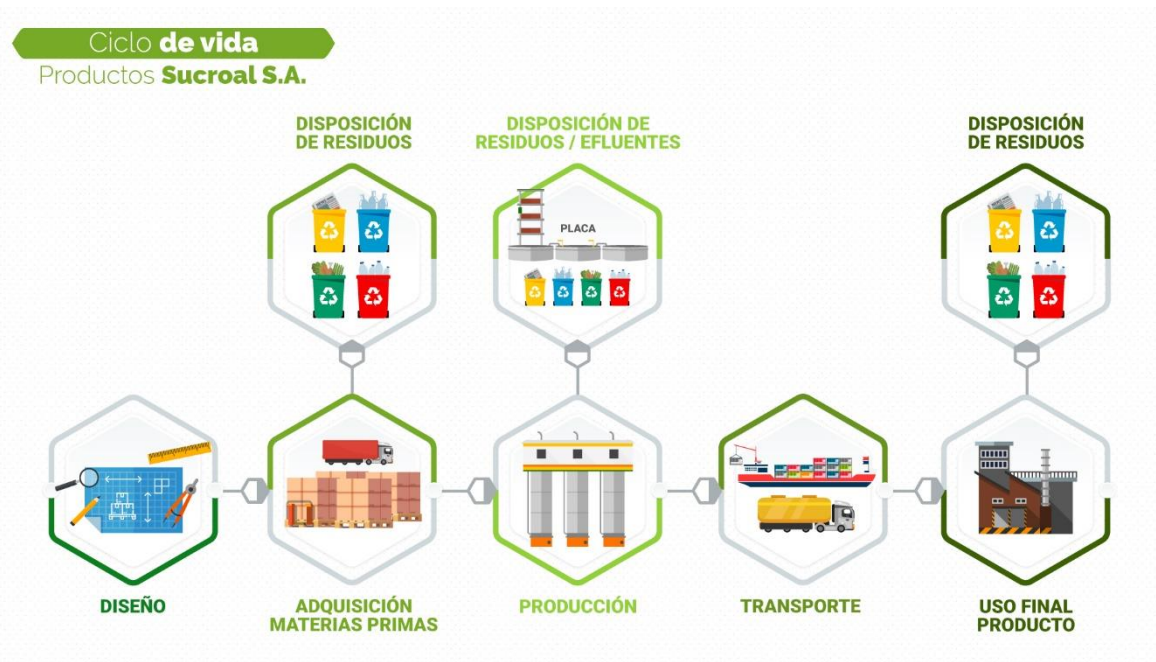 Ciclo de vida
Productos Sucroal S.A.
DISPOSICIÓN
DE RESIDUOS
DISPOSICIÓN DE
RESIDUOS / EFLUENTES
DISPOSICIÓN
DE RESIDUOS
PLACA
DISEÑO
ADQUISICIÓN
MATERIAS PRIMAS
PRODUCCIÓN
TRANSPORTE
USO FINAL
PRODUCTO